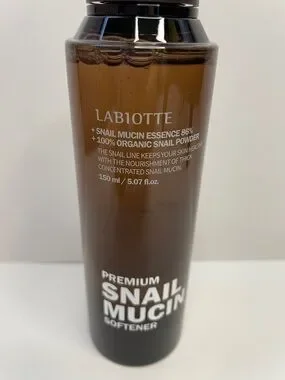 LABIOTTE
+ SNAIL MUCIN ESSENCE 86%
+ 100% ORGANIC SNAIL POWDER
THE SNAIL LINE KEEPS YOUR SKIN
WITH THE NOURISHMENT OF THICK
CONCENTRATED SNAIL MUCIN.
150 ml / 5.07 fl.oz.
PREMIUM
SNAIL
MUCIN
SOFTENER